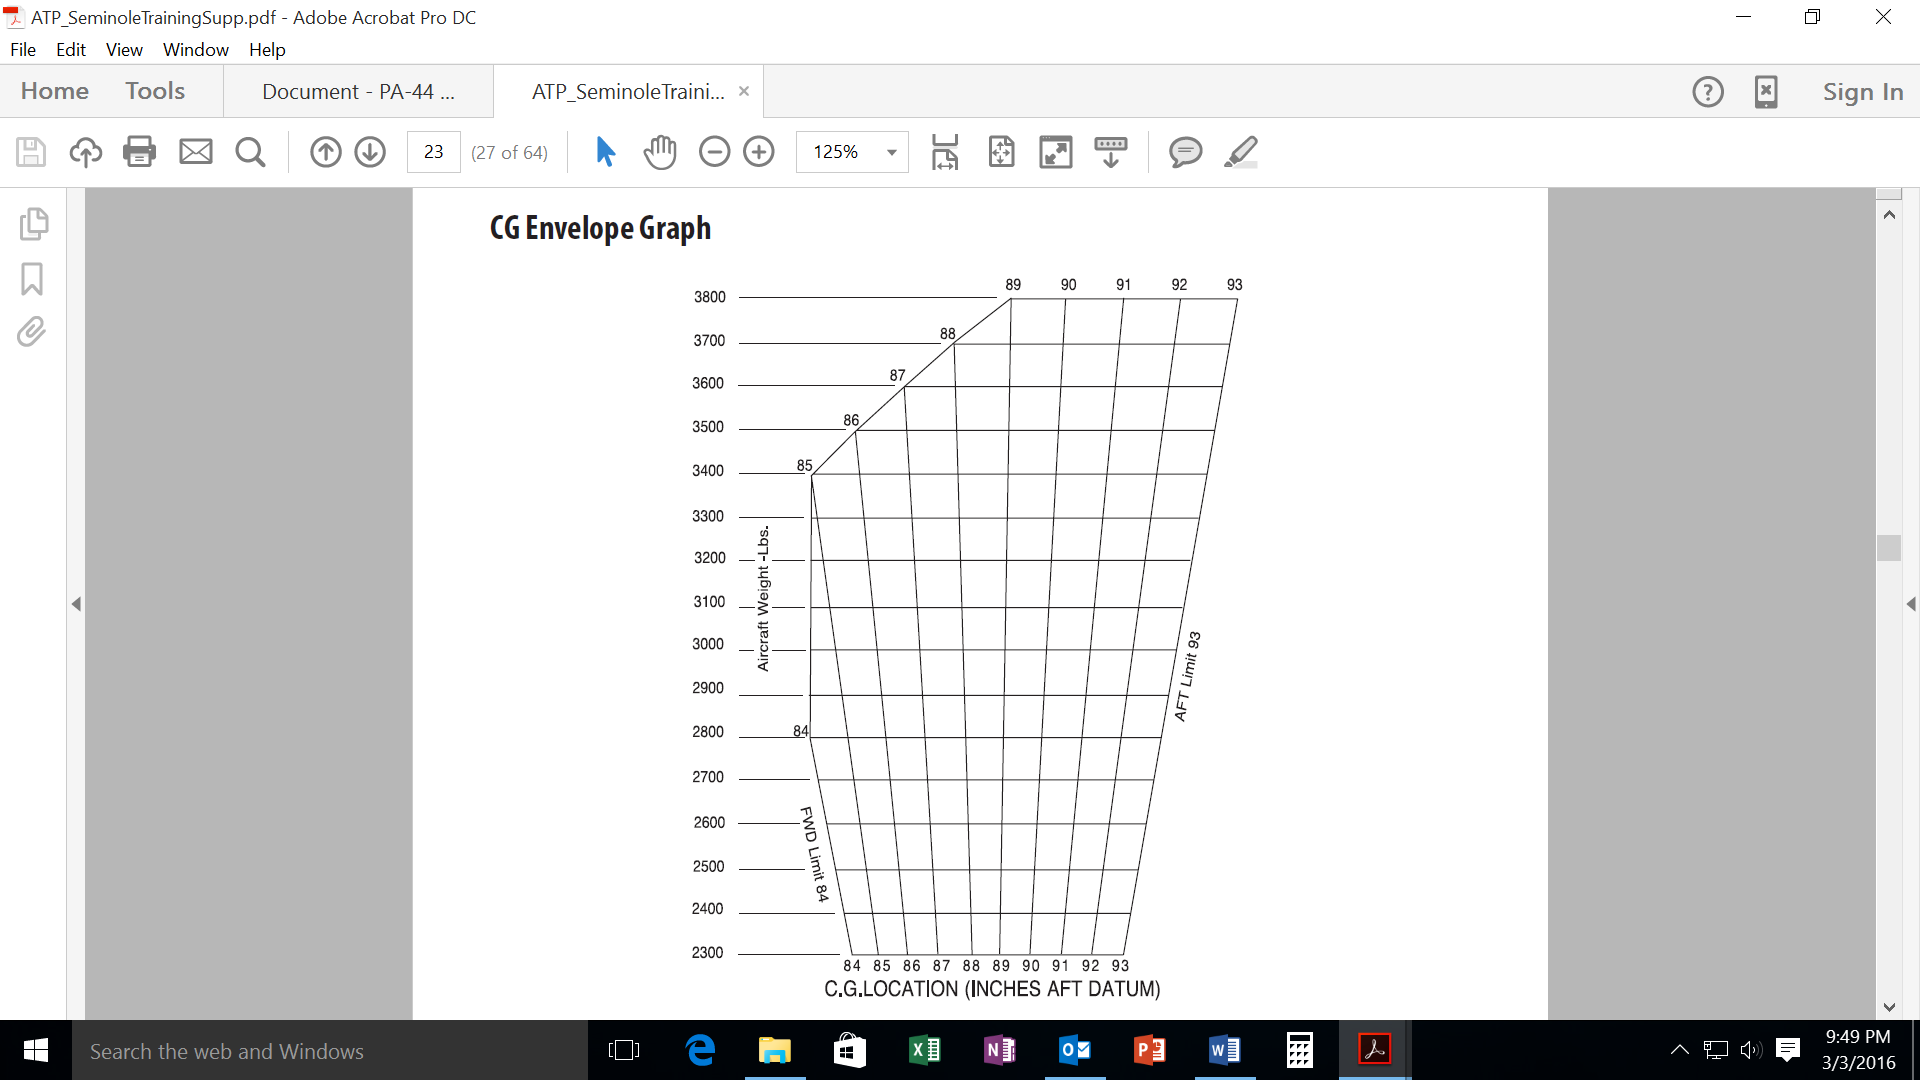 ATP_SeminoleTrainingSupp.pdf - Adobe Acrobat Pro DC
File Edit View Window Help
Home Tools Document - PA-44 ... ATP_SeminoleTraini... × Sign In
23 (27 of 64) 125%
CG Envelope Graph
89 90 91 92 93
3800
88
3700
87
3600
86
3500
85
3400
3300
3200
3100
3000
2900
84
2800
2700
2600
2500
2400
2300
Aircraft Weight -Lbs.
AFT Limit 93
FWD Limit 84
84 85 86 87 88 89 90 91 92 93
C.G.LOCATION (INCHES AFT DATUM)
Search the web and Windows
9:49 PM
3/3/2016